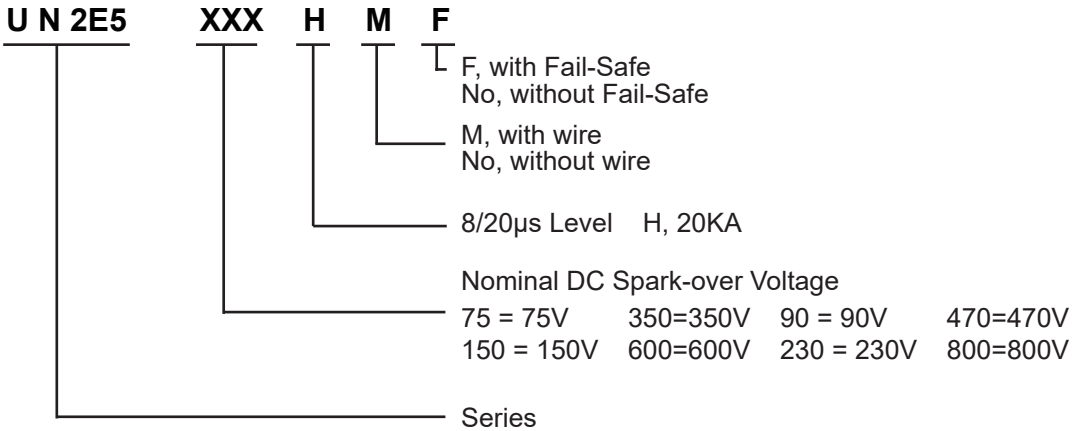 U N 2E5 XXX H M F
F, with Fail-Safe
No, without Fail-Safe
M, with wire
No, without wire
8/20μs Level H, 20KA
Nominal DC Spark-over Voltage
75 = 75V 350=350V 90 = 90V 470=470V
150 = 150V 600=600V 230 = 230V 800=800V
Series